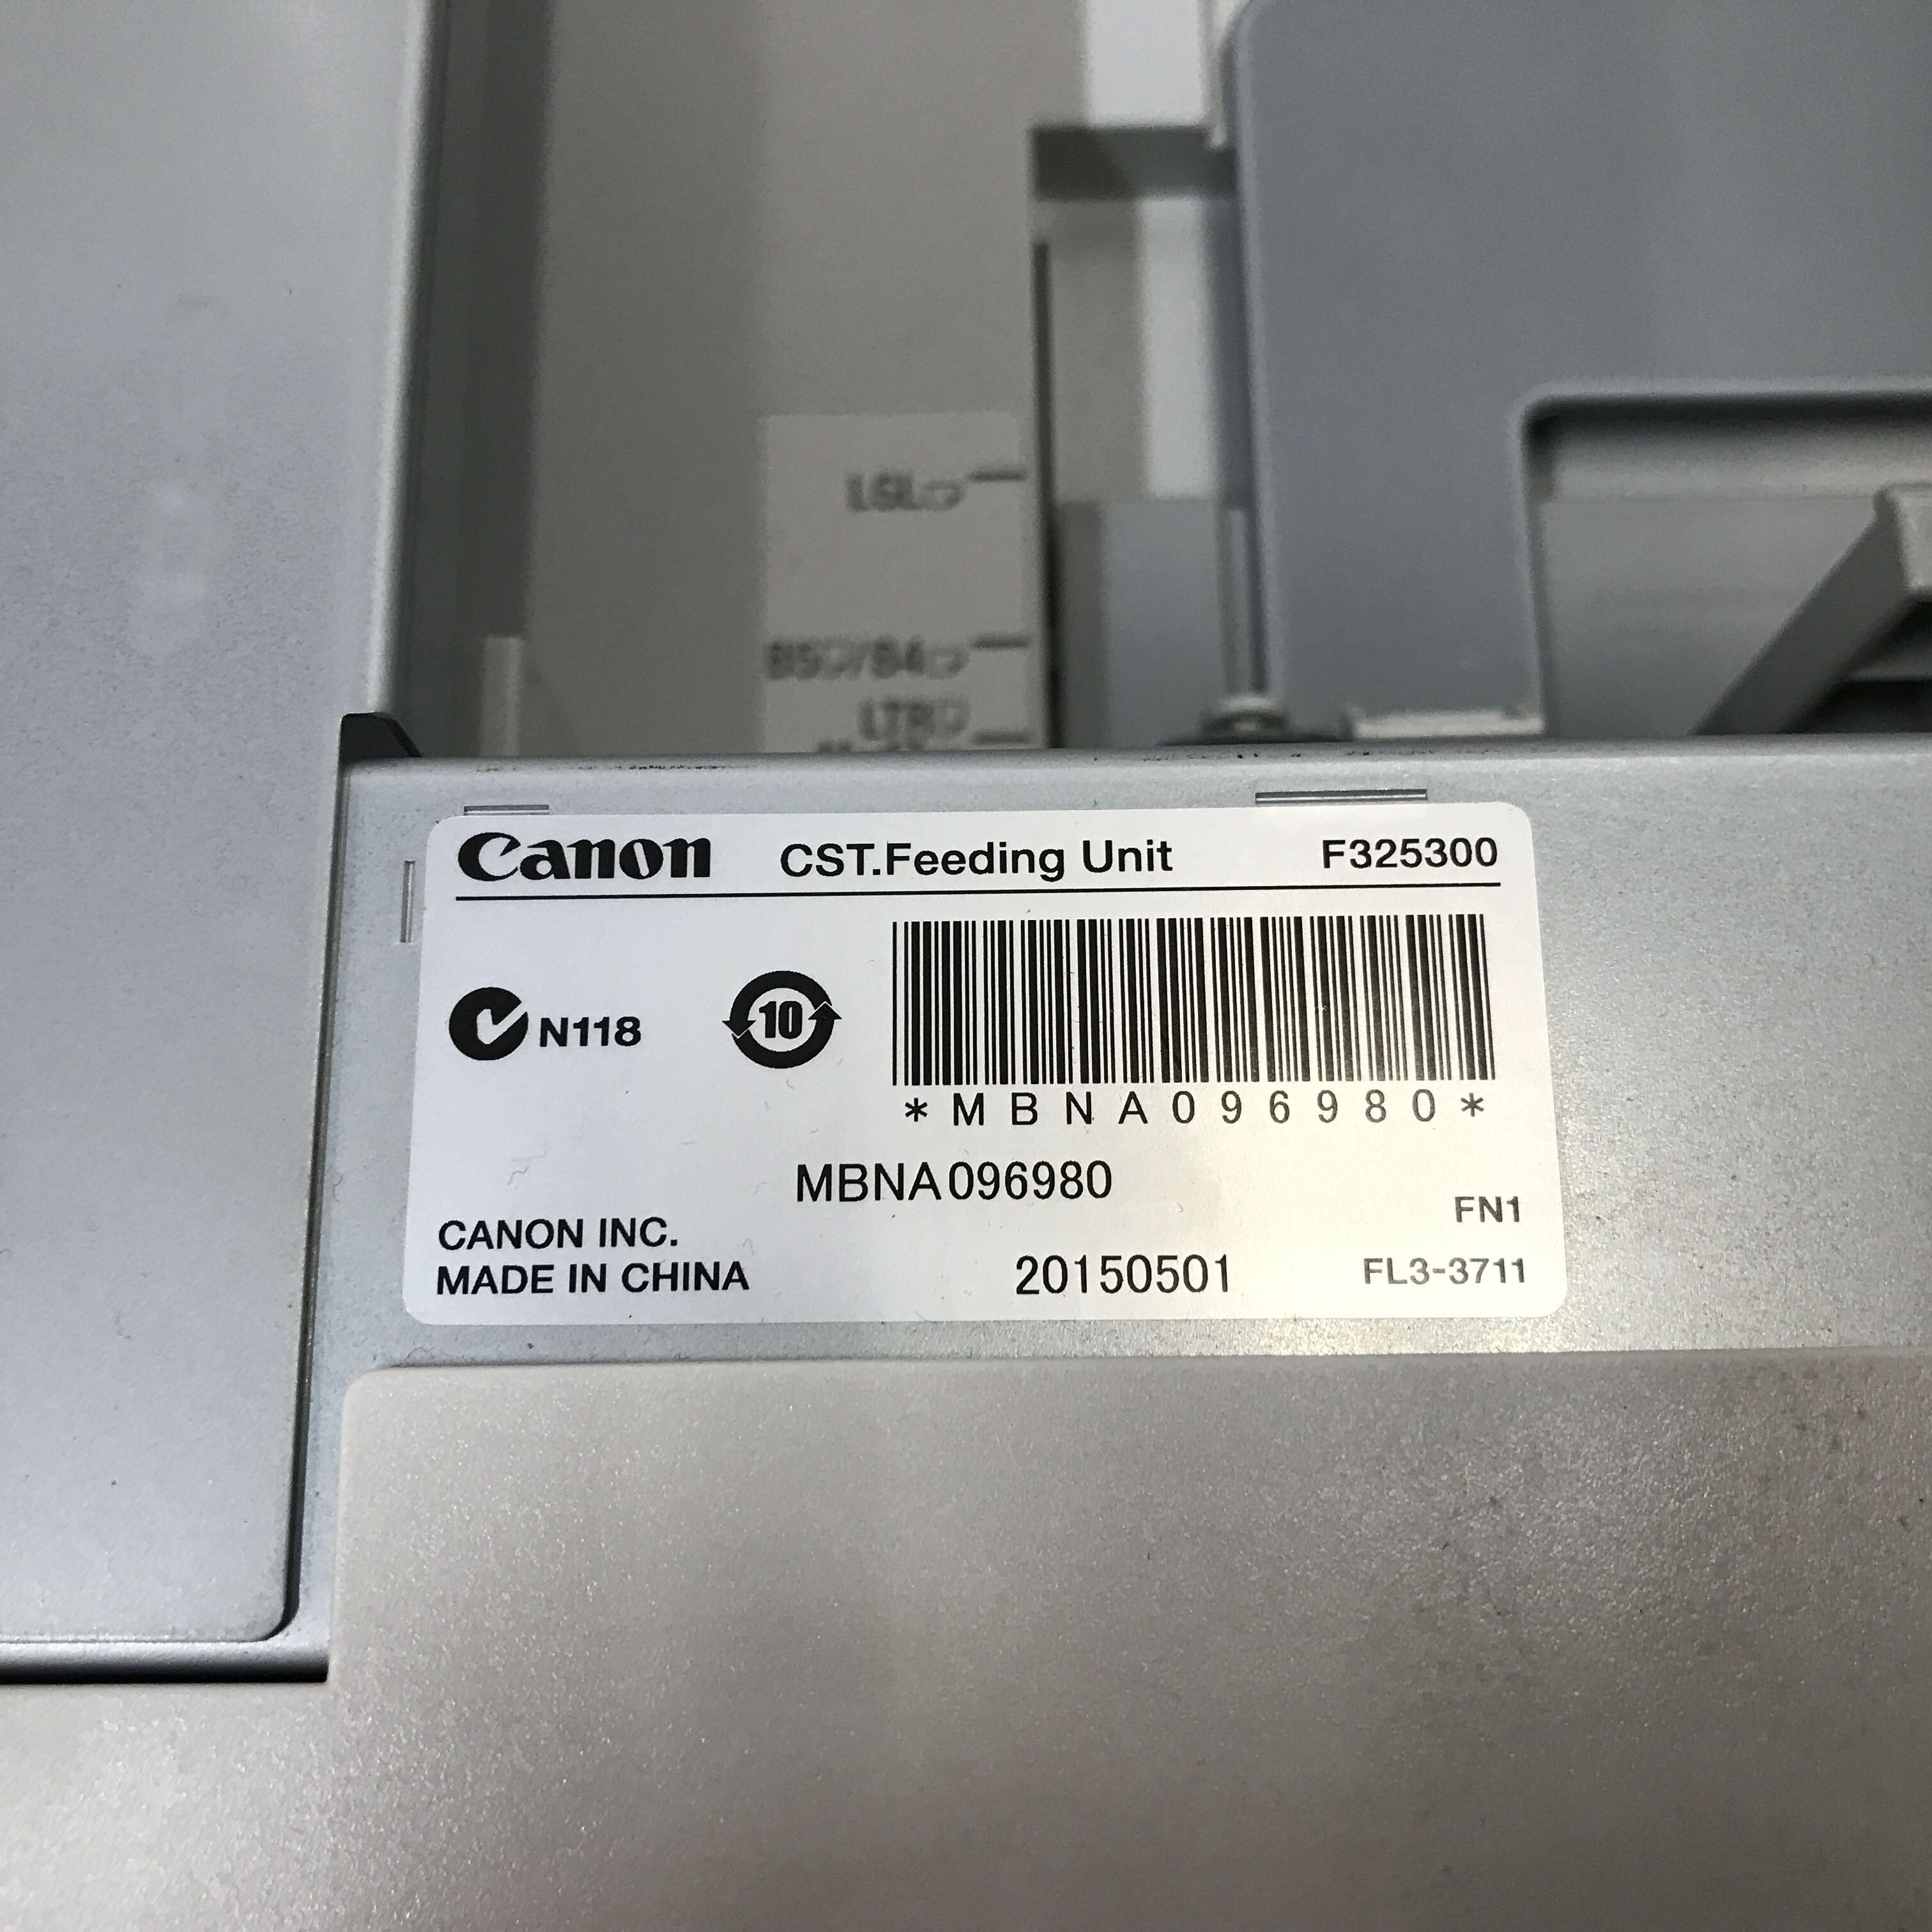 LGL
B5/B4
LTR
Canon CST.Feeding Unit F325300
N118 10
*MBNA096980*
MBNA096980
FN1
CANON INC.
MADE IN CHINA 20150501 FL3-3711